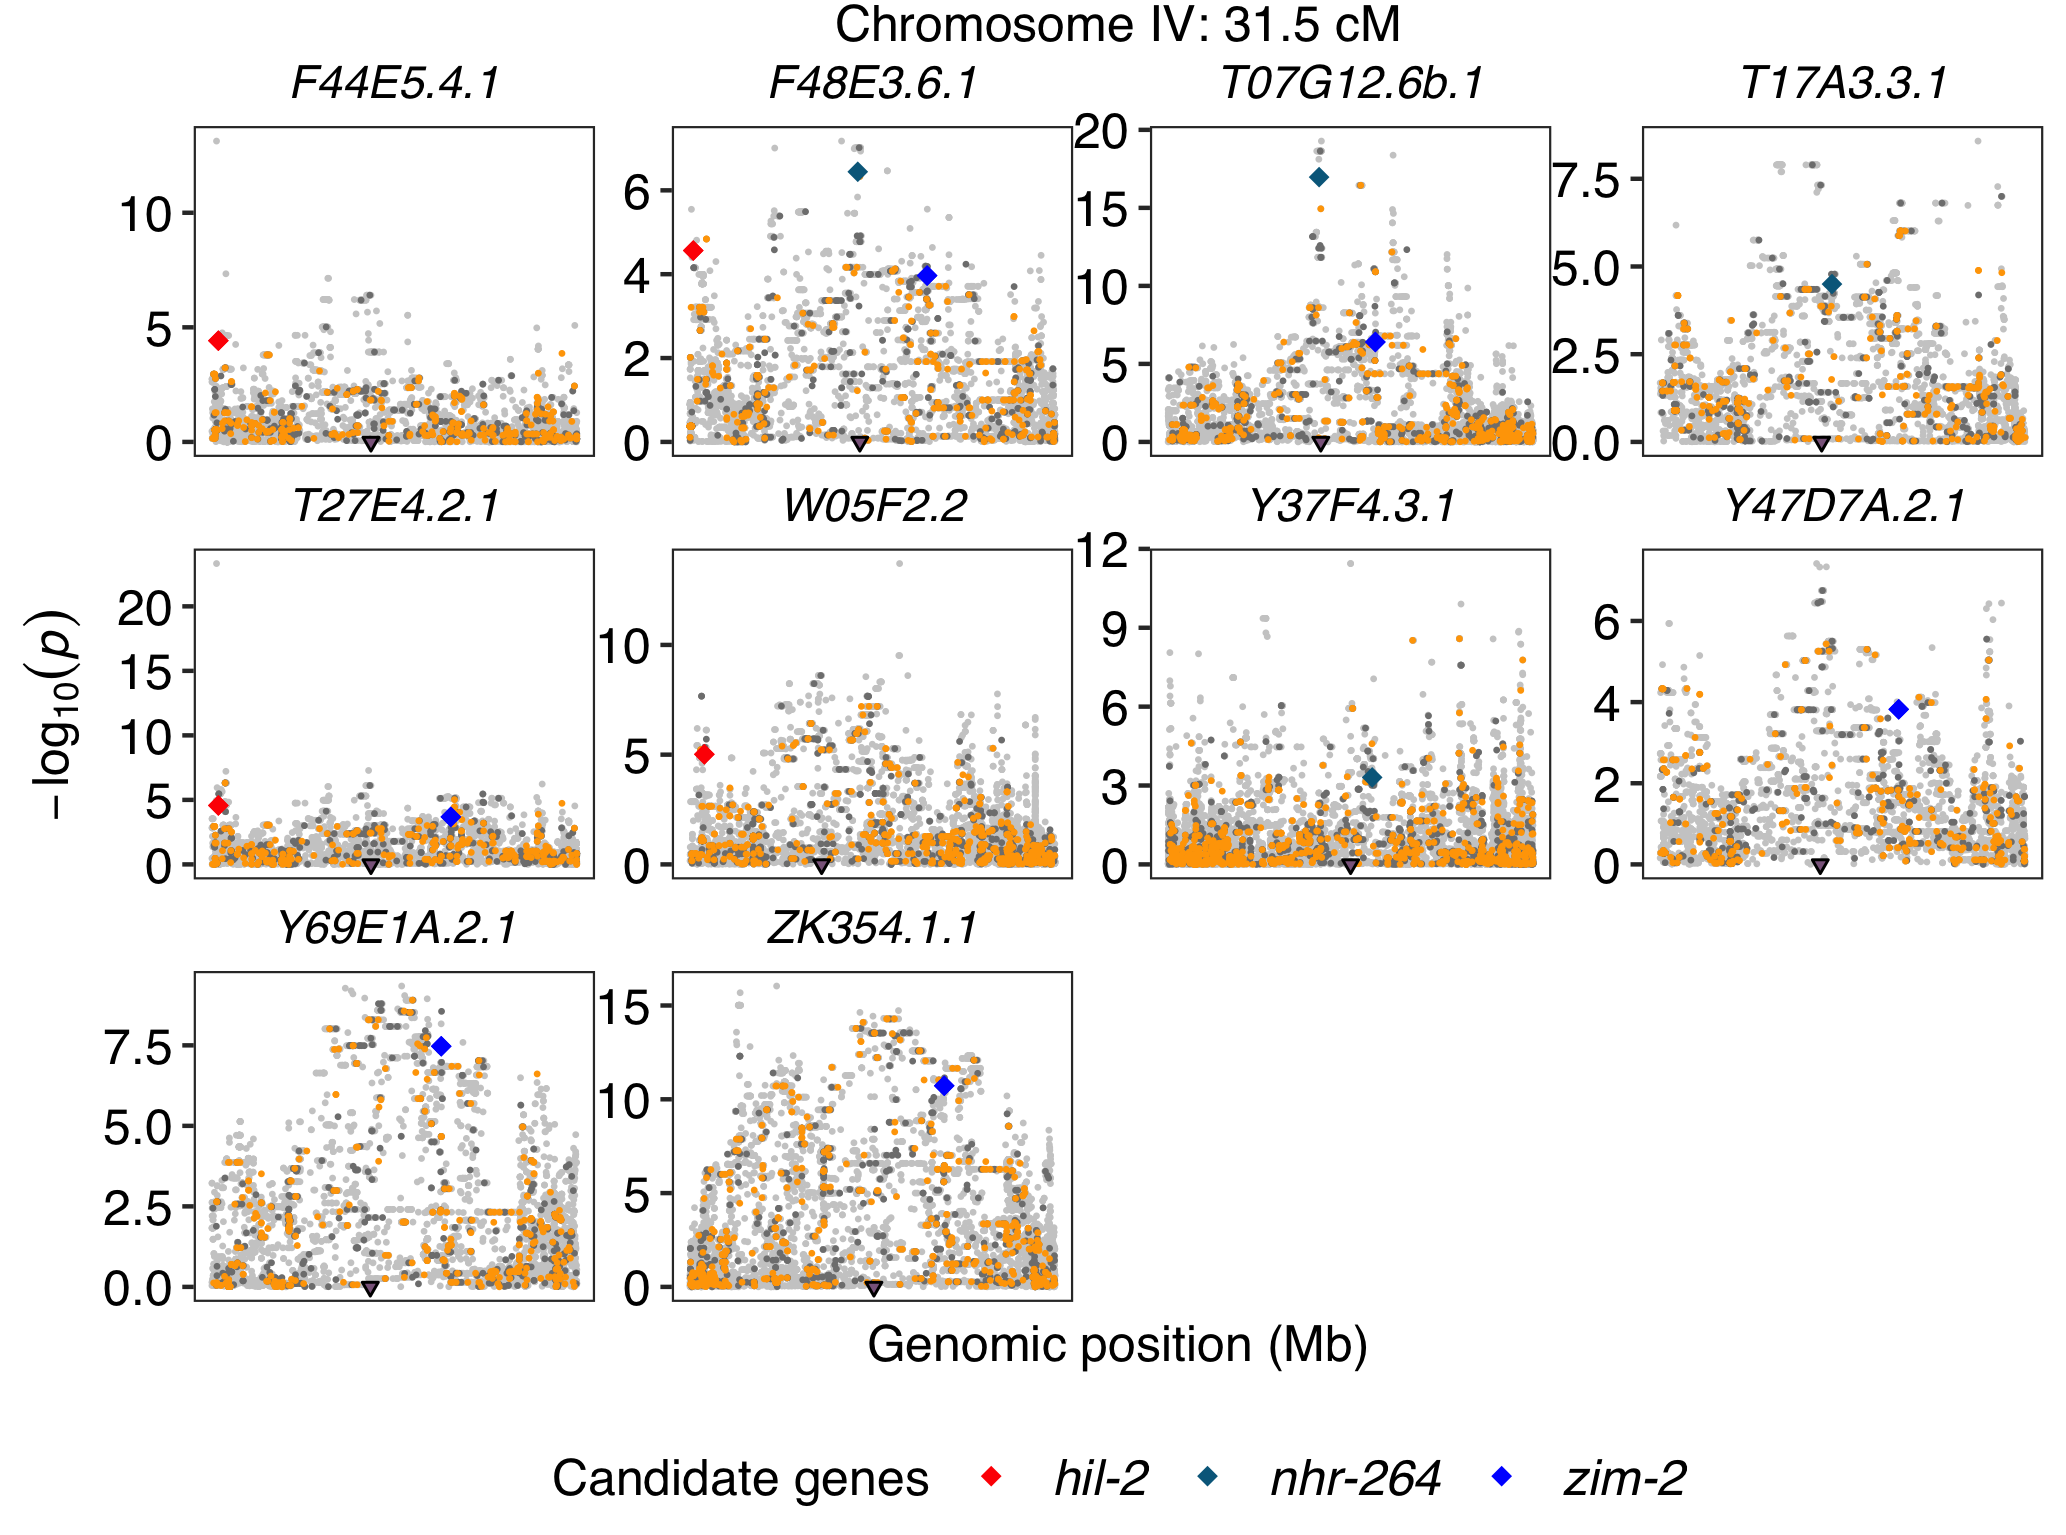 Chromosome IV: 31.5 cM
F44E5.4.1
F48E3.6.1
T07G12.6b.1
T17A3.3.1
10
5
0
6
4
2
0
20
15
10
5
0
7.5
5.0
2.5
0.0
T27E4.2.1
W05F2.2
Y37F4.3.1
Y47D7A.2.1
20
15
10
5
0
10
5
0
12
9
6
3
0
6
4
2
0
Y69E1A.2.1
ZK354.1.1
7.5
5.0
2.5
0.0
15
10
5
0
−log10(p)
Genomic position (Mb)
Candidate genes hil-2 nhr-264 zim-2